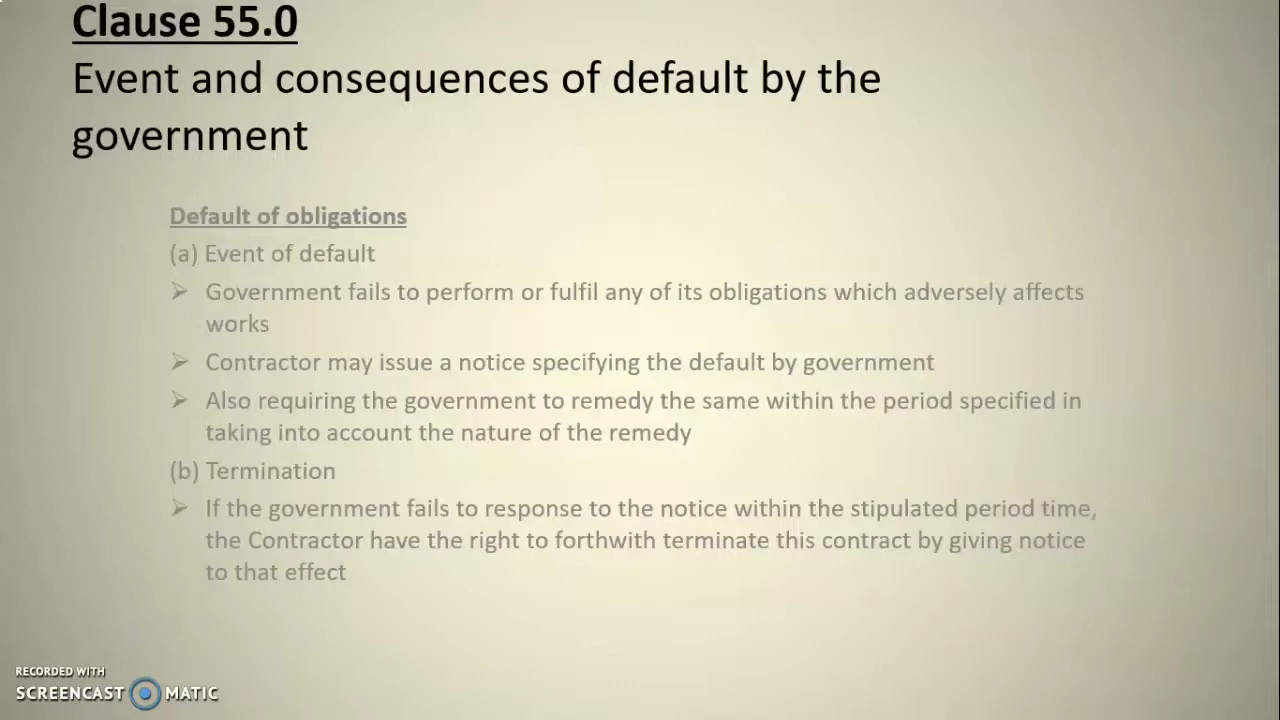 Clause 55.0
Event and consequences of default by the
government
Default of obligations
(a) Event of default
➢ Government fails to perform or fulfil any of its obligations which adversely affects
works
➢ Contractor may issue a notice specifying the default by government
➢ Also requiring the government to remedy the same within the period specified in
taking into account the nature of the remedy
(b) Termination
➢ If the government fails to response to the notice within the stipulated period time,
the Contractor have the right to forthwith terminate this contract by giving notice
to that effect
RECORDED WITH
SCREENCAST MATIC